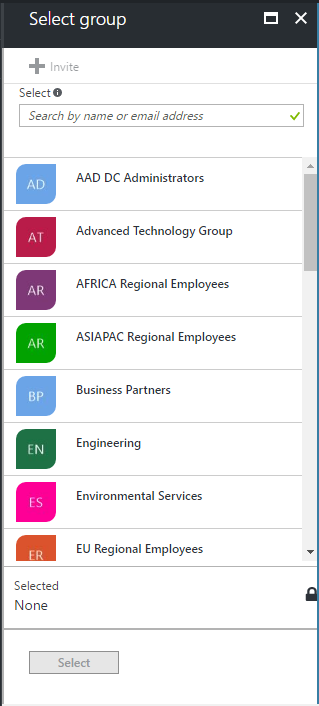 Select group
Invite
Select
Search by name or email address
AD
AAD DC Administrators
AT
Advanced Technology Group
AR
AFRICA Regional Employees
AR
ASIAPAC Regional Employees
BP
Business Partners
EN
Engineering
ES
Environmental Services
ER
EU Regional Employees
Selected
None
Select